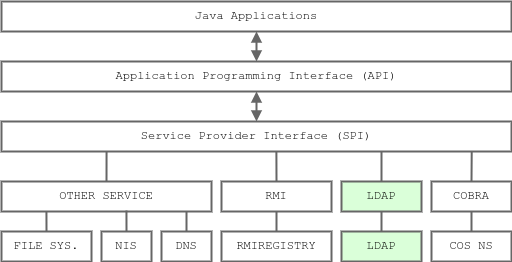 Java Applications
Application Programming Interface (API)
Service Provider Interface (SPI)
OTHER SERVICE RMI LDAP COBRA
FILE SYS. NIS DNS RMIREGISTRY LDAP COS NS